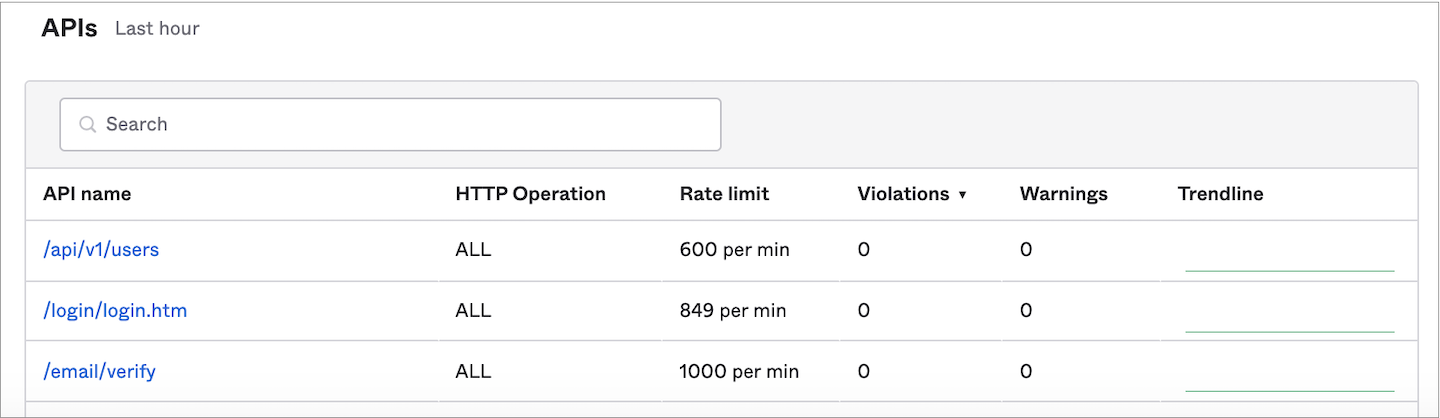 APIs Last hour
Search
API name HTTP Operation Rate limit Violations ▼ Warnings Trendline
/api/v1/users ALL 600 per min 0 0
/login/login.htm ALL 849 per min 0 0
/email/verify ALL 1000 per min 0 0